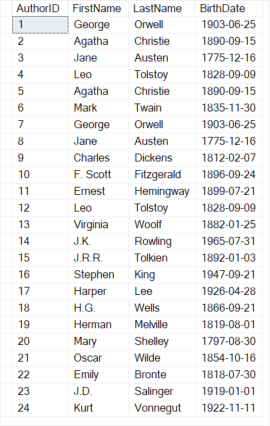 AuthorID FirstName LastName BirthDate
1 George Orwell 1903-06-25
2 Agatha Christie 1890-09-15
3 Jane Austen 1775-12-16
4 Leo Tolstoy 1828-09-09
5 Agatha Christie 1890-09-15
6 Mark Twain 1835-11-30
7 George Orwell 1903-06-25
8 Jane Austen 1775-12-16
9 Charles Dickens 1812-02-07
10 F. Scott Fitzgerald 1896-09-24
11 Ernest Hemingway 1899-07-21
12 Leo Tolstoy 1828-09-09
13 Virginia Woolf 1882-01-25
14 J.K. Rowling 1965-07-31
15 J.R.R. Tolkien 1892-01-03
16 Stephen King 1947-09-21
17 Harper Lee 1926-04-28
18 H.G. Wells 1866-09-21
19 Herman Melville 1819-08-01
20 Mary Shelley 1797-08-30
21 Oscar Wilde 1854-10-16
22 Emily Bronte 1818-07-30
23 J.D. Salinger 1919-01-01
24 Kurt Vonnegut 1922-11-11